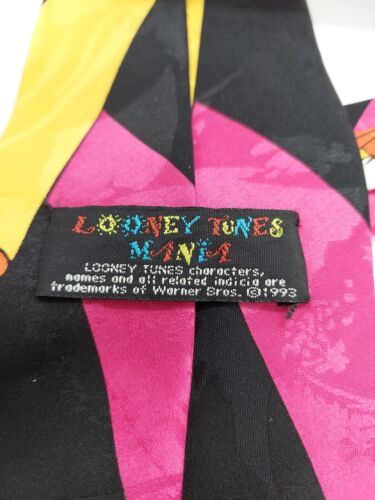 LOONEY TUNES
MANIA
LOONEY TUNES characters,
names and all related indicia are
trademarks of Warner Bros. ©1993